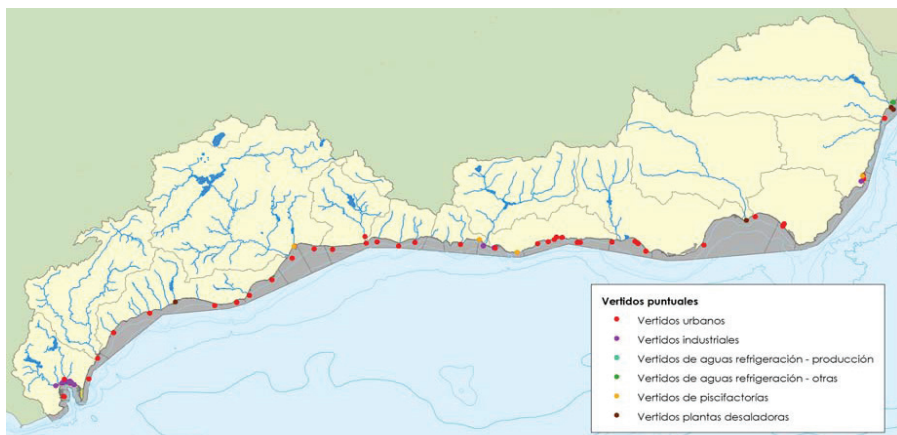 Vertidos puntuales
Vertidos urbanos
Vertidos industriales
Vertidos de aguas refrigeración - producción
Vertidos de aguas refrigeración - otras
Vertidos de piscifactorías
Vertidos plantas desaladoras